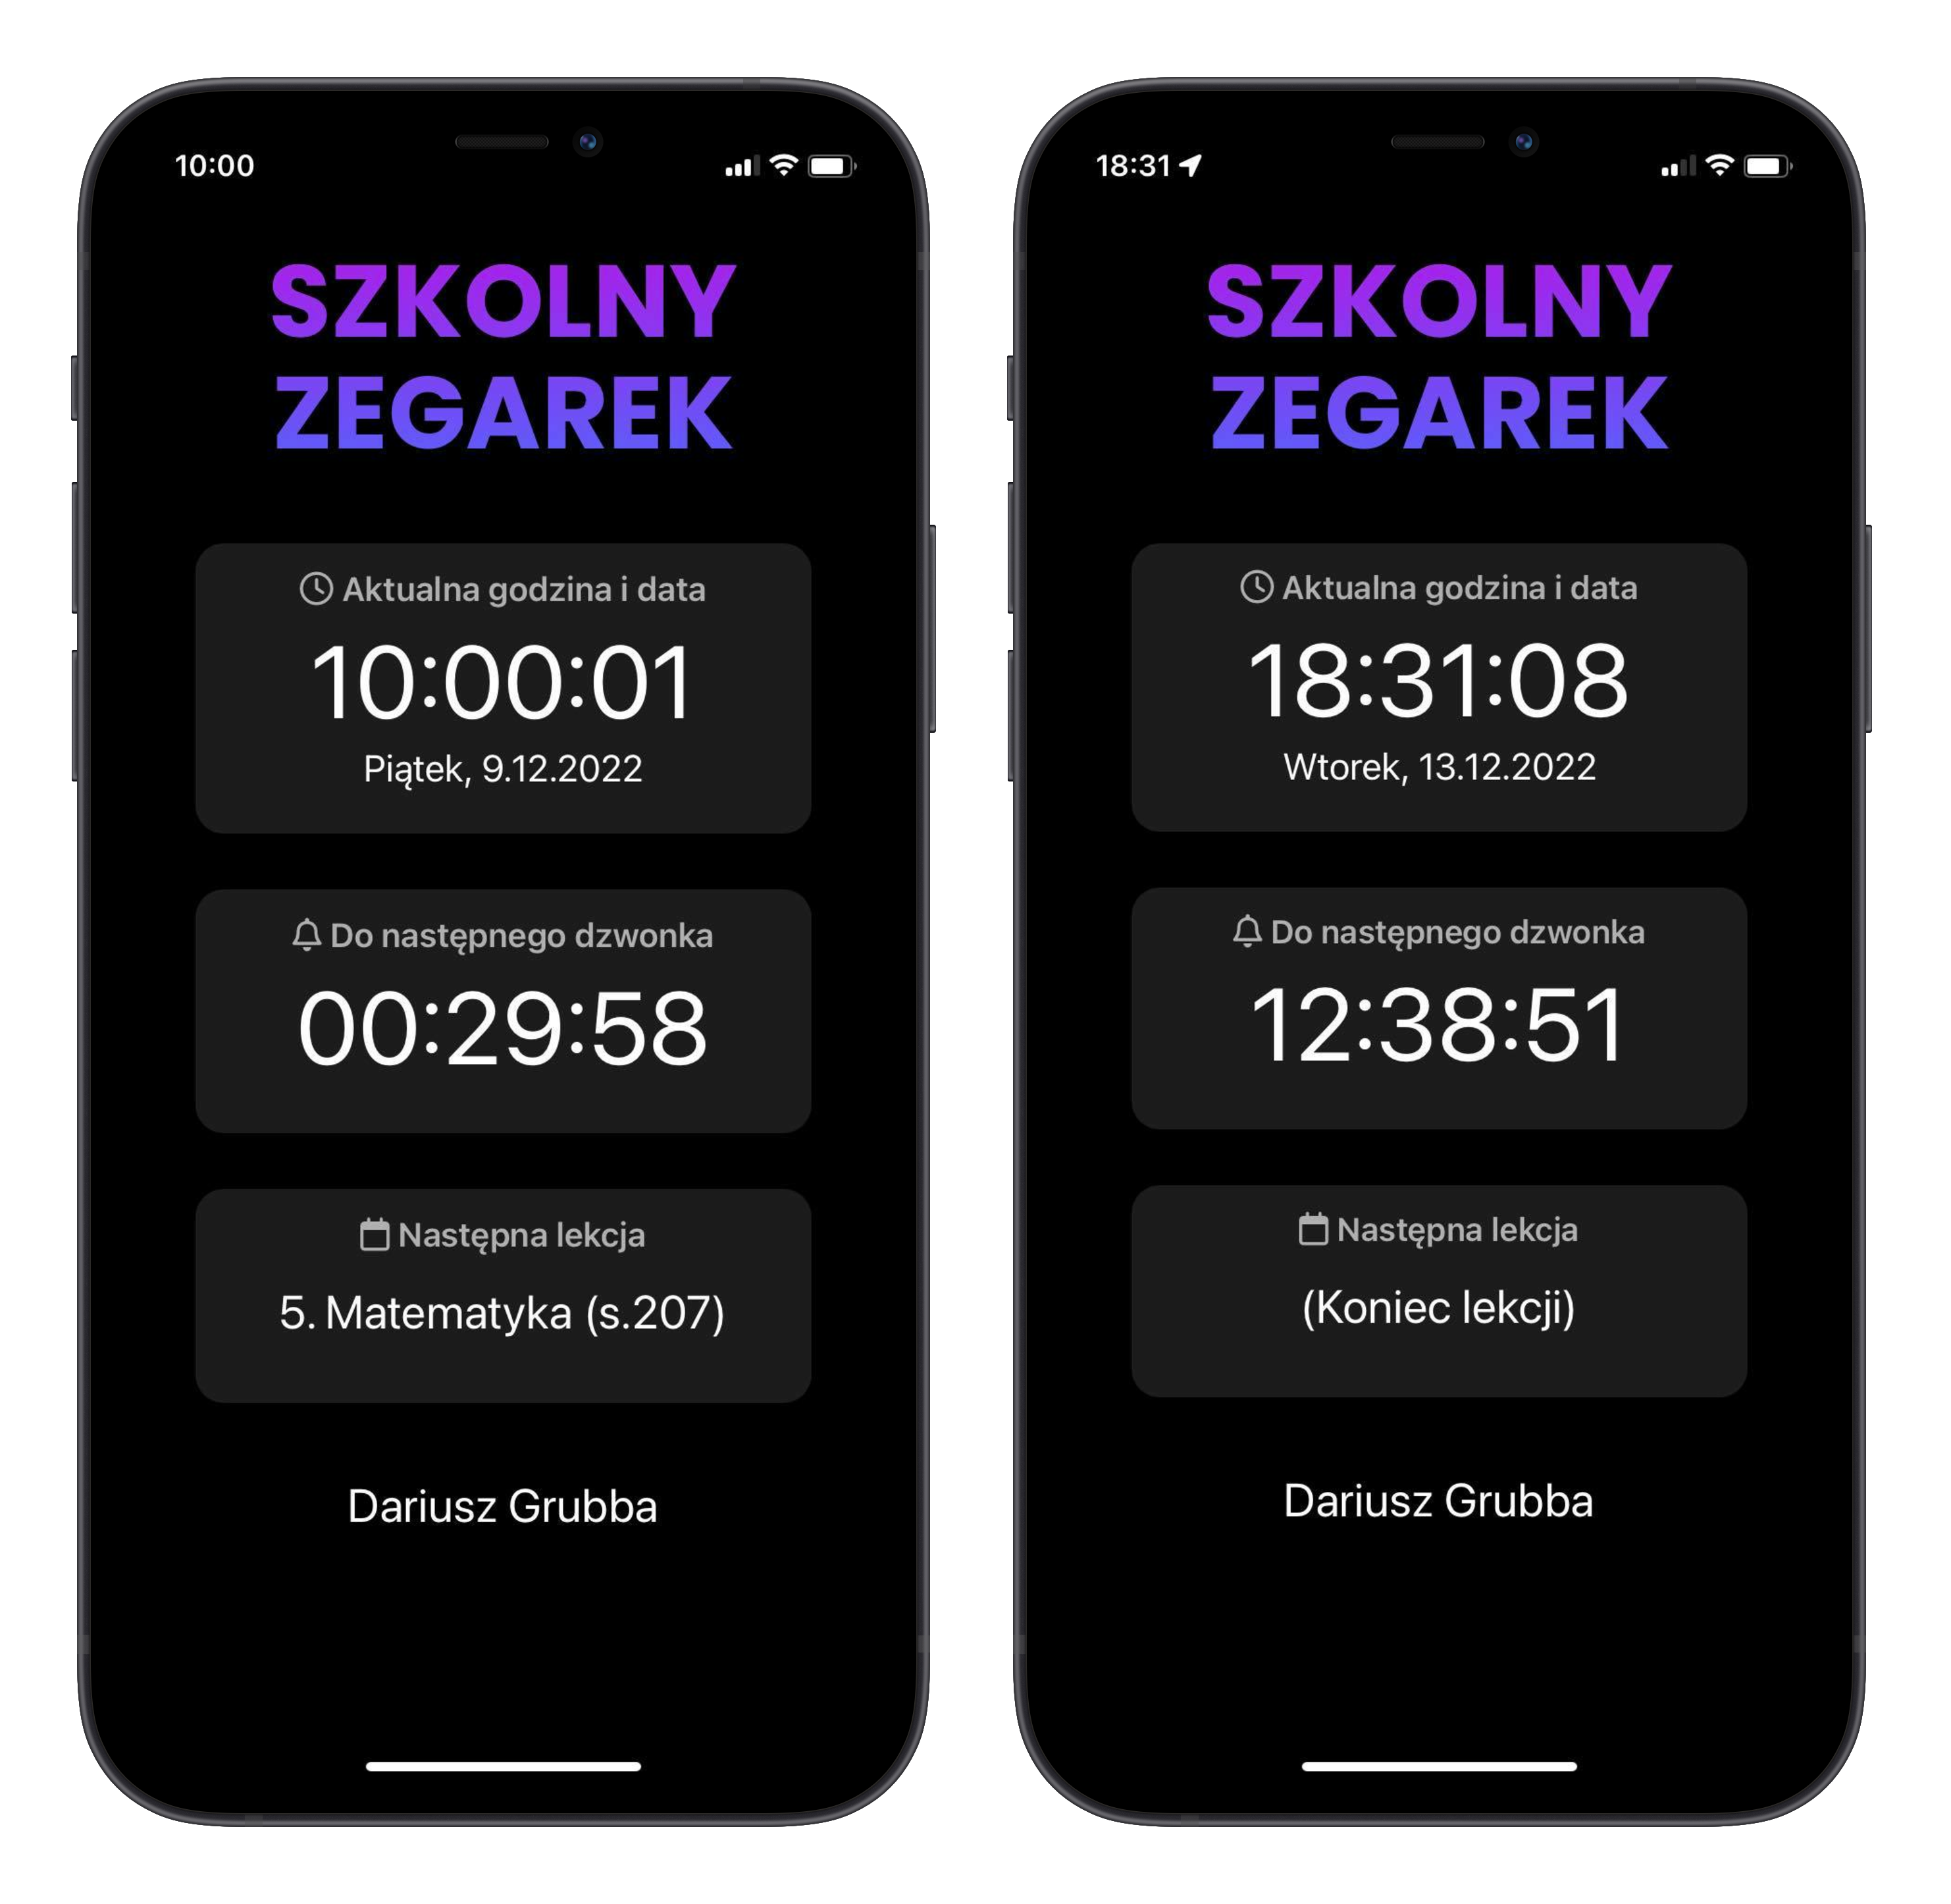 10:00
SZKOLNY
ZEGAREK
Aktualna godzina i data
10:00:01
Piątek, 9.12.2022
Do następnego dzwonka
00:29:58
Następna lekcja
5. Matematyka (s.207)
Dariusz Grubba
18:31
SZKOLNY
ZEGAREK
Aktualna godzina i data
18:31:08
Wtorek, 13.12.2022
Do następnego dzwonka
12:38:51
Następna lekcja
(Koniec lekcji)
Dariusz Grubba